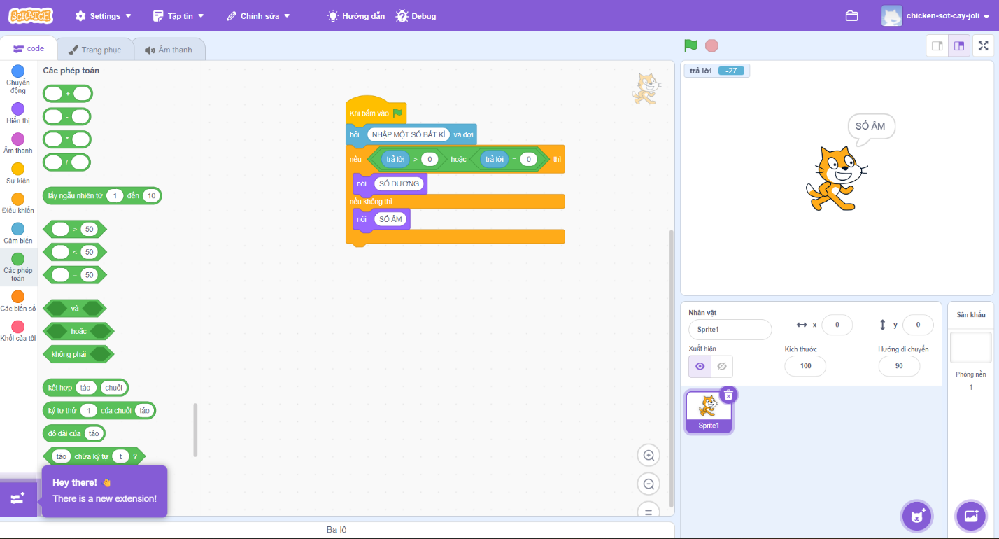 SCRATCH
Settings
Tập tin
Chỉnh sửa
Hướng dẫn
Debug
chicken-sot-cay-joli
code
Trang phục
Âm thanh
Chuyển động
Hiển thị
Âm thanh
Sự kiện
Điều khiển
Cảm biến
Các phép toán
Các biến số
Khối của tôi
Các phép toán
+
-
*
/
lấy ngẫu nhiên từ 1 đến 10
> 50
< 50
= 50
và
hoặc
không phải
kết hợp táo chuối
ký tự thứ 1 của chuỗi táo
độ dài của táo
táo chứa ký tự t ?
Hey there! 👋
There is a new extension!
Khi bấm vào
hỏi NHẬP MỘT SỐ BẤT KÌ và đợi
nếu trả lời > 0 hoặc trả lời = 0 thì
nói SỐ DƯƠNG
nếu không thì
nói SỐ ÂM
Ba lô
trả lời -27
SỐ ÂM
Nhân vật
Sprite1
x 0
y 0
Xuất hiện
Kích thước
100
Hướng di chuyển
90
Sprite1
Sân khấu
Phông nền
1